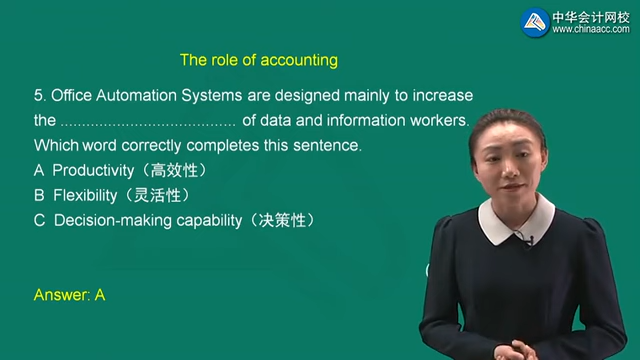 中华会计网校
www.chinaacc.com
The role of accounting
5. Office Automation Systems are designed mainly to increase
the ........................................ of data and information workers.
Which word correctly completes this sentence.
A Productivity（高效性）
B Flexibility（灵活性）
C Decision-making capability（决策性）
Answer: A